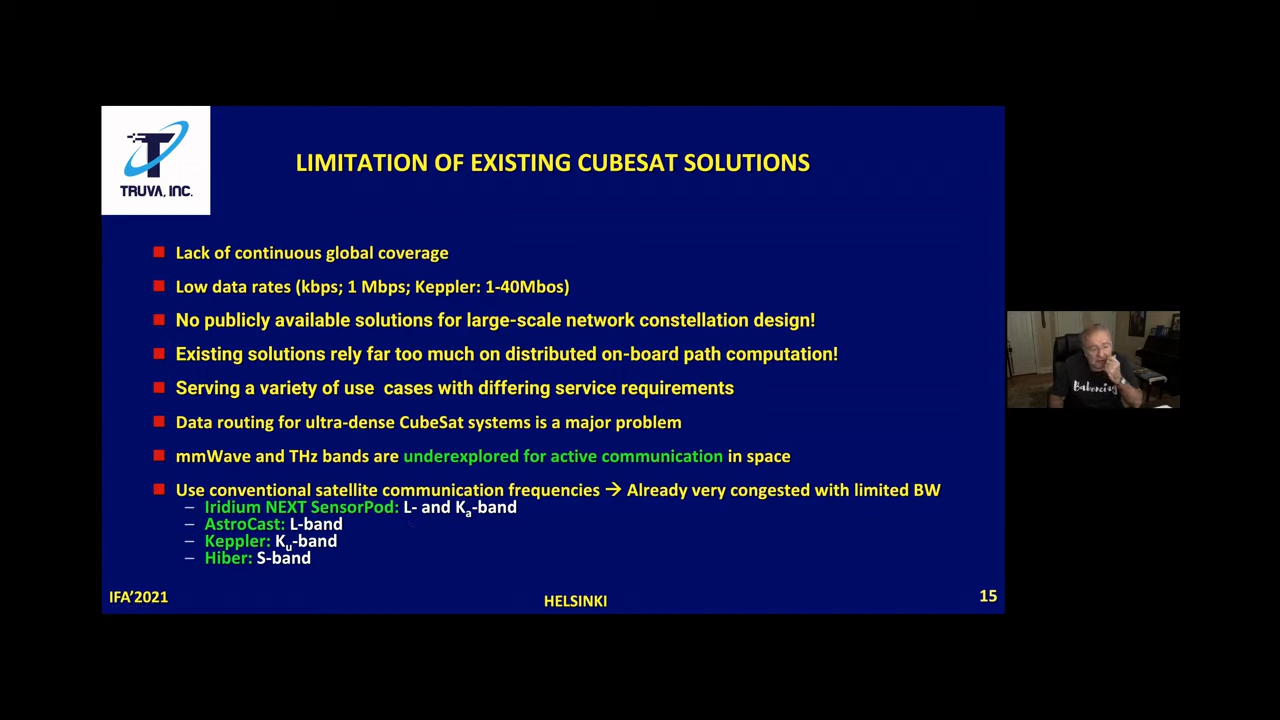 TRUVA, INC.
LIMITATION OF EXISTING CUBESAT SOLUTIONS
Lack of continuous global coverage
Low data rates (kbps; 1 Mbps; Keppler: 1-40Mbos)
No publicly available solutions for large-scale network constellation design!
Existing solutions rely far too much on distributed on-board path computation!
Serving a variety of use cases with differing service requirements
Data routing for ultra-dense CubeSat systems is a major problem
mmWave and THz bands are underexplored for active communication in space
Use conventional satellite communication frequencies → Already very congested with limited BW
– Iridium NEXT SensorPod: L- and Ka-band
– AstroCast: L-band
– Keppler: Ku-band
– Hiber: S-band
IFA'2021
HELSINKI
15